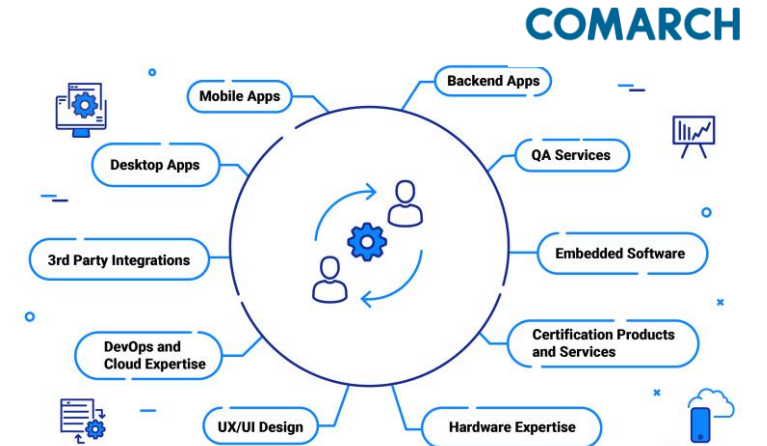 COMARCH
Backend Apps
Mobile Apps
QA Services
Desktop Apps
3rd Party Integrations
Embedded Software
DevOps and
Cloud Expertise
Certification Products
and Services
UX/UI Design
Hardware Expertise